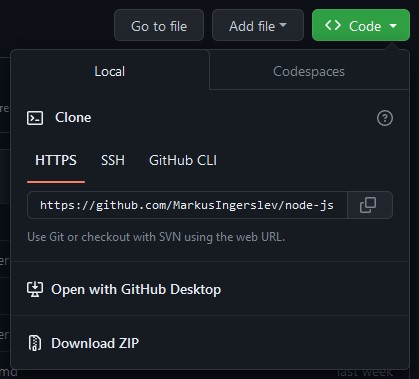 Go to file Add file Code
Local Codespaces
Clone
HTTPS SSH GitHub CLI
https://github.com/MarkusIngerslev/node-js
Use Git or checkout with SVN using the web URL.
Open with GitHub Desktop
Download ZIP
last week